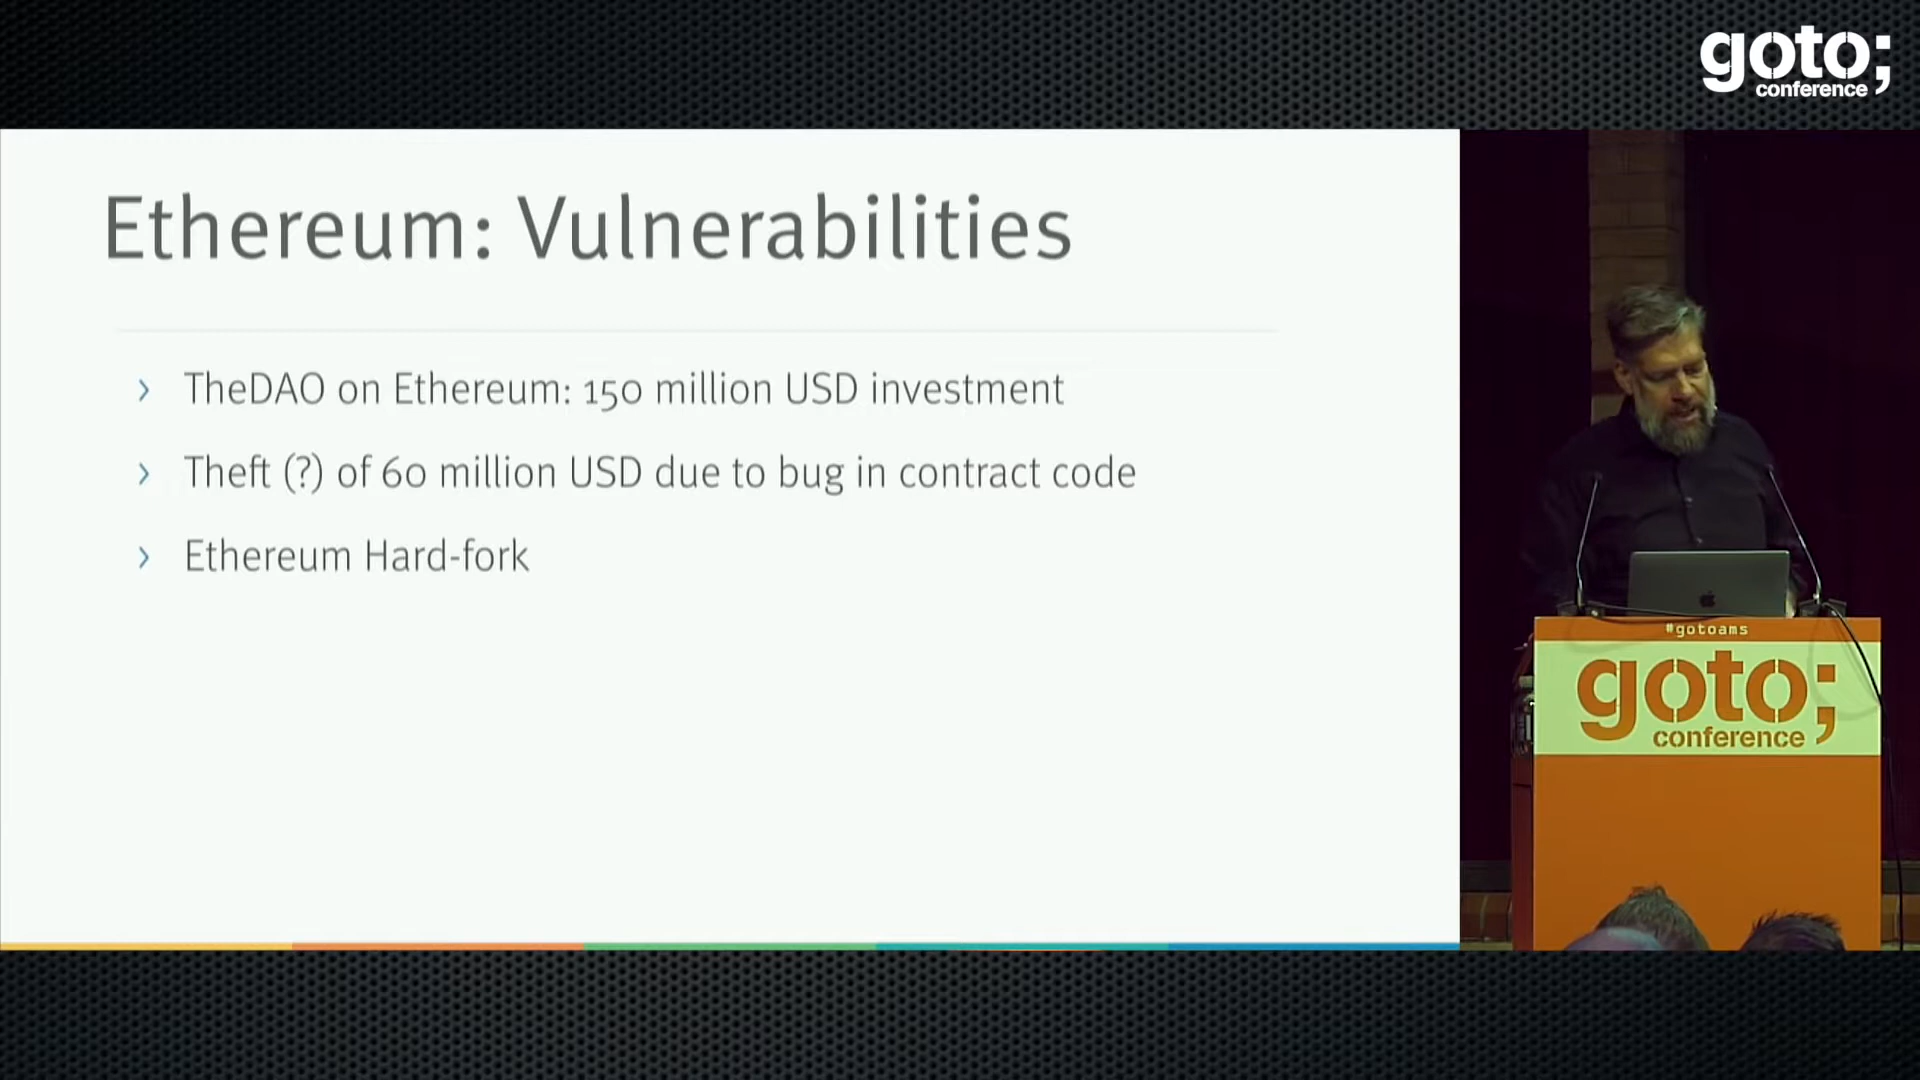 goto;
conference
Ethereum: Vulnerabilities
› TheDAO on Ethereum: 150 million USD investment
› Theft (?) of 60 million USD due to bug in contract code
› Ethereum Hard-fork
#gotoams
goto;
conference